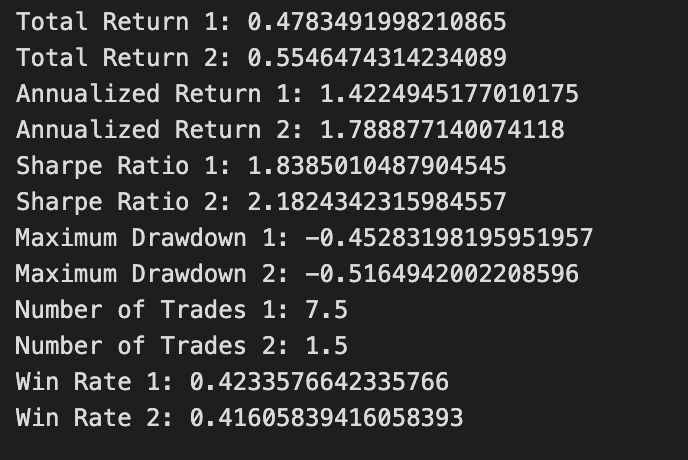 Total Return 1: 0.4783491998210865
Total Return 2: 0.5546474314234089
Annualized Return 1: 1.4224945177010175
Annualized Return 2: 1.788877140074118
Sharpe Ratio 1: 1.8385010487904545
Sharpe Ratio 2: 2.1824342315984557
Maximum Drawdown 1: -0.45283198195951957
Maximum Drawdown 2: -0.5164942002208596
Number of Trades 1: 7.5
Number of Trades 2: 1.5
Win Rate 1: 0.4233576642335766
Win Rate 2: 0.41605839416058393